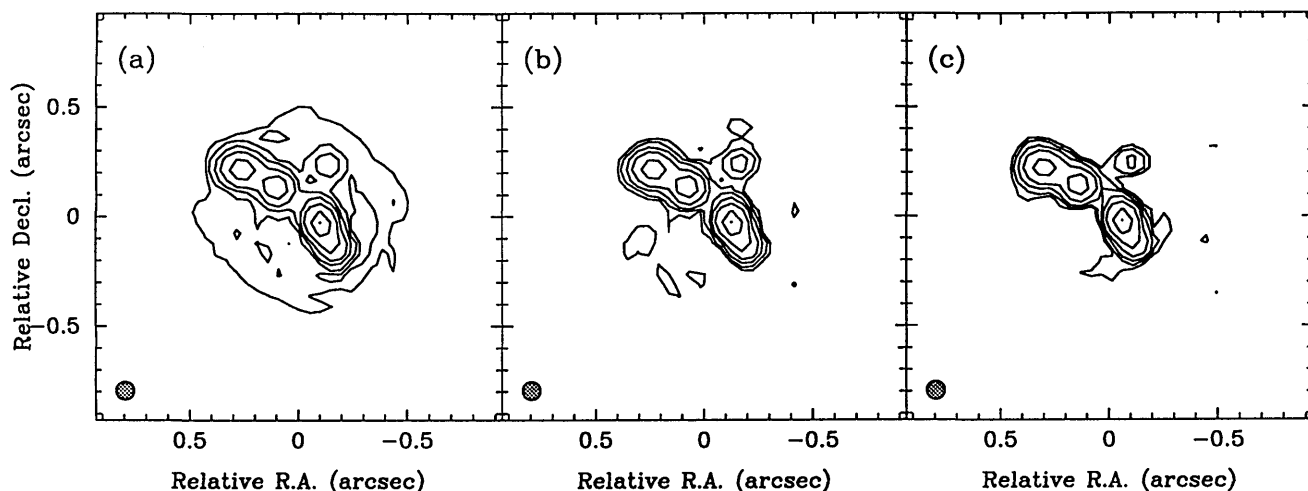 (a)
(b)
(c)
Relative Decl. (arcsec)
0.5
0
−0.5
0.5 0 −0.5
0.5 0 −0.5
0.5 0 −0.5
Relative R.A. (arcsec)
Relative R.A. (arcsec)
Relative R.A. (arcsec)